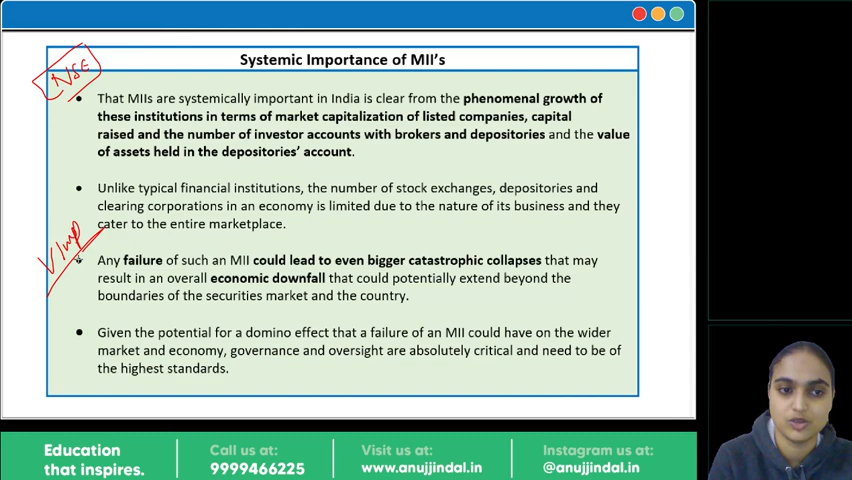 Systemic Importance of MII's
NSE
• That MIIs are systemically important in India is clear from the phenomenal growth of
these institutions in terms of market capitalization of listed companies, capital
raised and the number of investor accounts with brokers and depositories and the value
of assets held in the depositories' account.
• Unlike typical financial institutions, the number of stock exchanges, depositories and
clearing corporations in an economy is limited due to the nature of its business and they
cater to the entire marketplace.
V/Imp
Any failure of such an MII could lead to even bigger catastrophic collapses that may
result in an overall economic downfall that could potentially extend beyond the
boundaries of the securities market and the country.
• Given the potential for a domino effect that a failure of an MII could have on the wider
market and economy, governance and oversight are absolutely critical and need to be of
the highest standards.
Education
that inspires.
Call us at:
9999466225
Visit us at:
www.anujjindal.in
Instagram us at:
@anujjindal.in